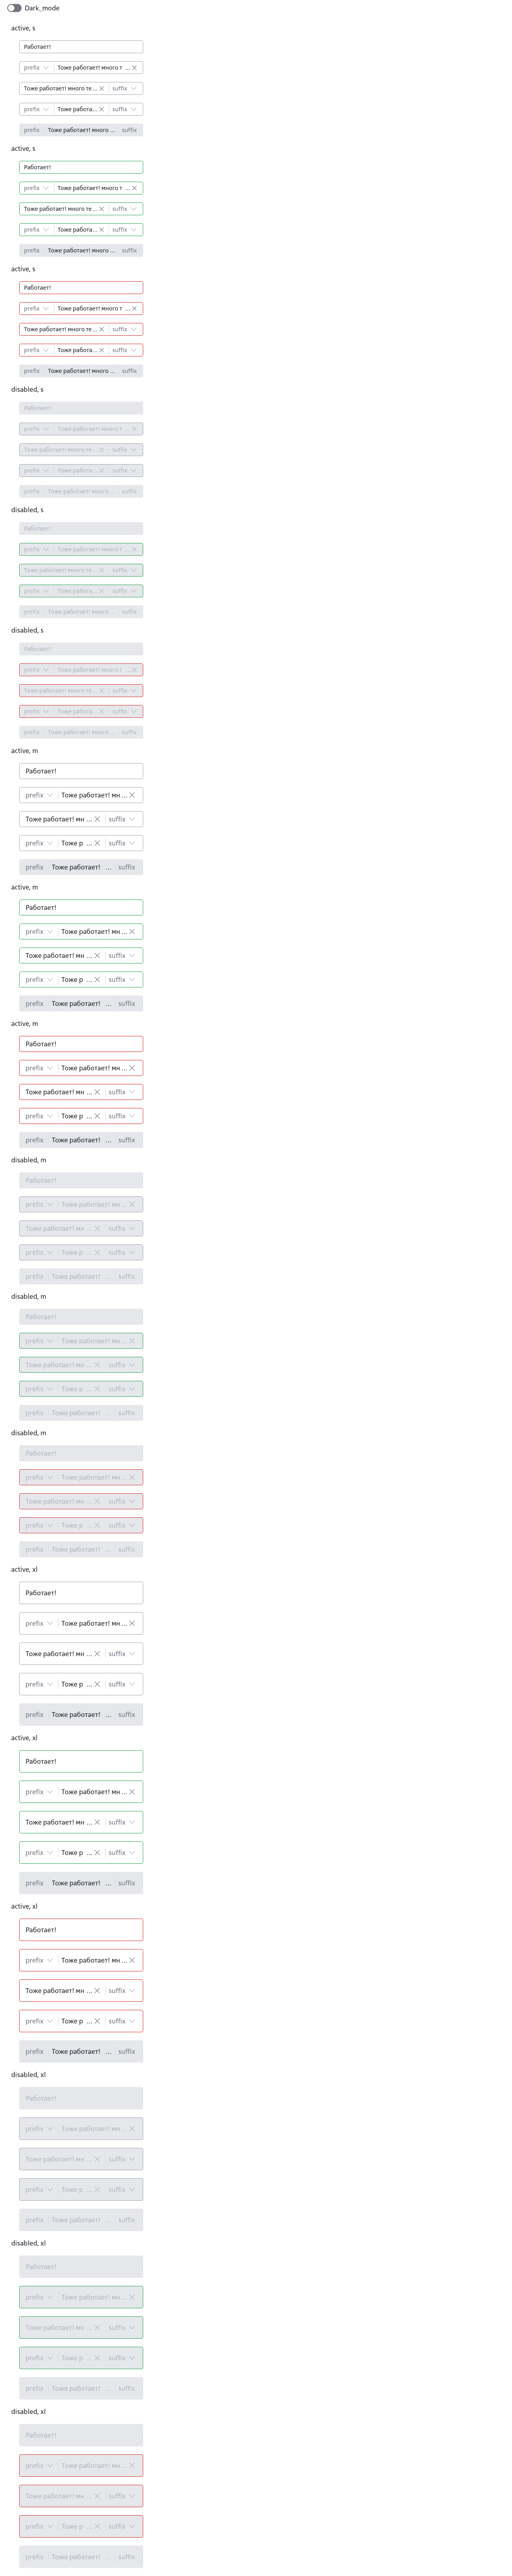 Dark_mode
active, s
Работает!
prefix Тоже работает! много т ...
Тоже работает! много те ... suffix
prefix Тоже работа... suffix
prefix Тоже работает! много ... suffix
active, s
Работает!
prefix Тоже работает! много т ...
Тоже работает! много те ... suffix
prefix Тоже работа... suffix
prefix Тоже работает! много ... suffix
active, s
Работает!
prefix Тоже работает! много т ...
Тоже работает! много те ... suffix
prefix Тоже работа... suffix
prefix Тоже работает! много ... suffix
disabled, s
Работает!
prefix Тоже работает! много т ...
Тоже работает! много те ... suffix
prefix Тоже работа... suffix
prefix Тоже работает! много ... suffix
disabled, s
Работает!
prefix Тоже работает! много т ...
Тоже работает! много те ... suffix
prefix Тоже работа... suffix
prefix Тоже работает! много ... suffix
disabled, s
Работает!
prefix Тоже работает! много т ...
Тоже работает! много те ... suffix
prefix Тоже работа... suffix
prefix Тоже работает! много ... suffix
active, m
Работает!
prefix Тоже работает! мн ...
Тоже работает! мн ... suffix
prefix Тоже р ... suffix
prefix Тоже работает! ... suffix
active, m
Работает!
prefix Тоже работает! мн ...
Тоже работает! мн ... suffix
prefix Тоже р ... suffix
prefix Тоже работает! ... suffix
active, m
Работает!
prefix Тоже работает! мн ...
Тоже работает! мн ... suffix
prefix Тоже р ... suffix
prefix Тоже работает! ... suffix
disabled, m
Работает!
prefix Тоже работает! мн ...
Тоже работает! мн ... suffix
prefix Тоже р ... suffix
prefix Тоже работает! ... suffix
disabled, m
Работает!
prefix Тоже работает! мн ...
Тоже работает! мн ... suffix
prefix Тоже р ... suffix
prefix Тоже работает! ... suffix
disabled, m
Работает!
prefix Тоже работает! мн ...
Тоже работает! мн ... suffix
prefix Тоже р ... suffix
prefix Тоже работает! ... suffix
active, xl
Работает!
prefix Тоже работает! мн ...
Тоже работает! мн ... suffix
prefix Тоже р ... suffix
prefix Тоже работает! ... suffix
active, xl
Работает!
prefix Тоже работает! мн ...
Тоже работает! мн ... suffix
prefix Тоже р ... suffix
prefix Тоже работает! ... suffix
active, xl
Работает!
prefix Тоже работает! мн ...
Тоже работает! мн ... suffix
prefix Тоже р ... suffix
prefix Тоже работает! ... suffix
disabled, xl
Работает!
prefix Тоже работает! мн ...
Тоже работает! мн ... suffix
prefix Тоже р ... suffix
prefix Тоже работает! ... suffix
disabled, xl
Работает!
prefix Тоже работает! мн ...
Тоже работает! мн ... suffix
prefix Тоже р ... suffix
prefix Тоже работает! ... suffix
disabled, xl
Работает!
prefix Тоже работает! мн ...
Тоже работает! мн ... suffix
prefix Тоже р ... suffix
prefix Тоже работает! ... suffix